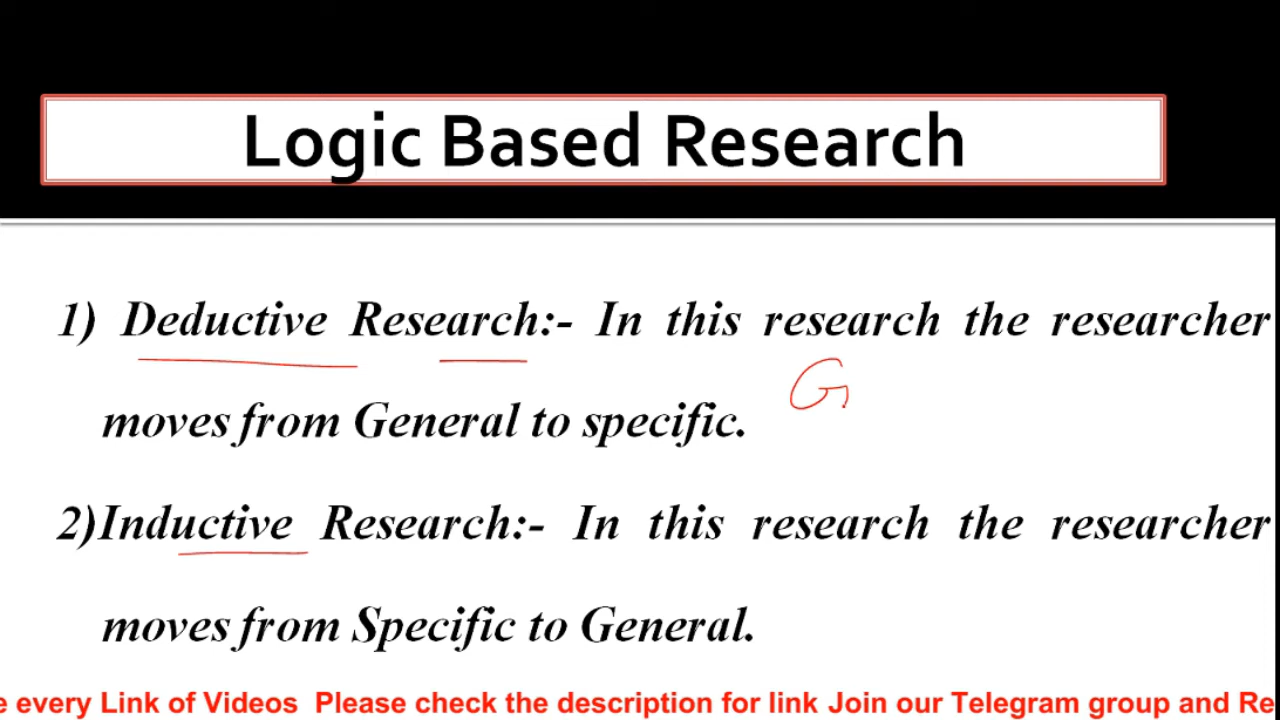 Logic Based Research
1) Deductive Research:- In this research the researcher
G
moves from General to specific.
2)Inductive Research:- In this research the researcher
moves from Specific to General.
every Link of Videos Please check the description for link Join our Telegram group and